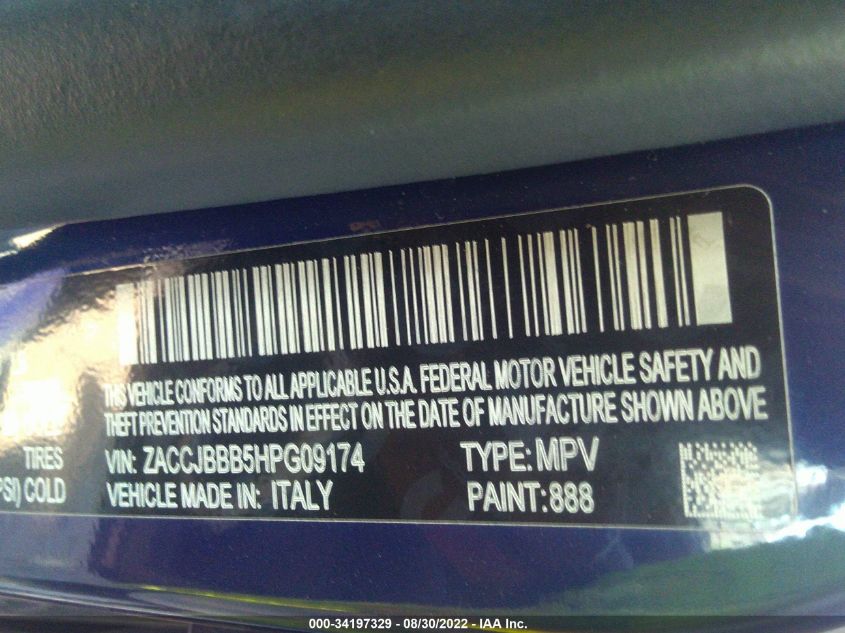 THIS VEHICLE CONFORMS TO ALL APPLICABLE U.S.A. FEDERAL MOTOR VEHICLE SAFETY AND
THEFT PREVENTION STANDARDS IN EFFECT ON THE DATE OF MANUFACTURE SHOWN ABOVE
TIRES VIN: ZACCJBBB5HPG09174 TYPE: MPV
PSI) COLD VEHICLE MADE IN: ITALY PAINT: 888
000-34197329 - 08/30/2022 - IAA Inc.